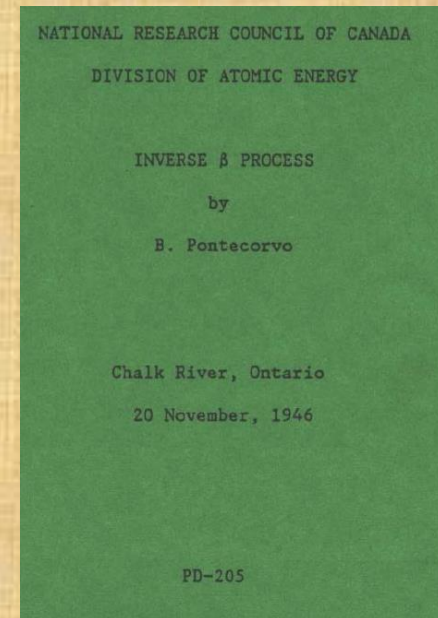 NATIONAL RESEARCH COUNCIL OF CANADA
DIVISION OF ATOMIC ENERGY
INVERSE β PROCESS
by
B. Pontecorvo
Chalk River, Ontario
20 November, 1946
PD-205